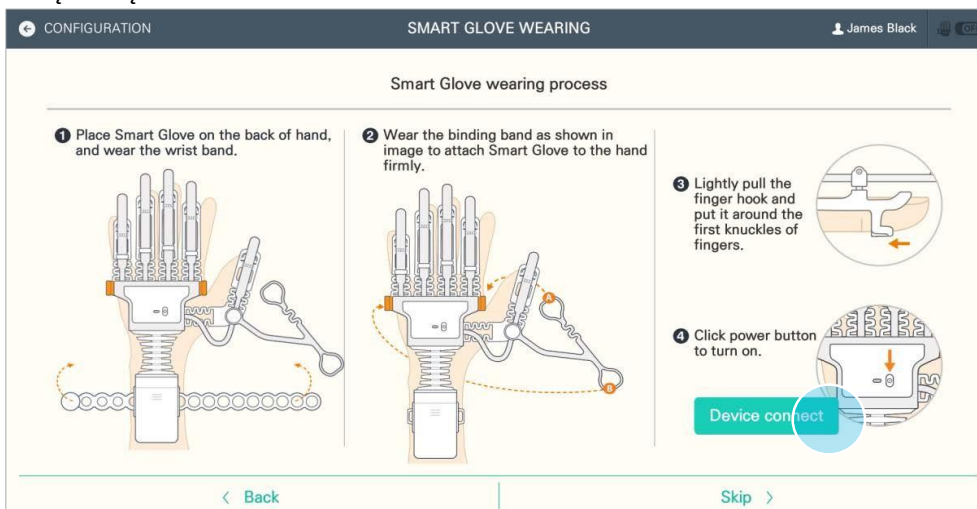 CONFIGURATION
SMART GLOVE WEARING
James Black
Smart Glove wearing process
1 Place Smart Glove on the back of hand,
and wear the wrist band.
2 Wear the binding band as shown in
image to attach Smart Glove to the hand
firmly.
A
B
3 Lightly pull the
finger hook and
put it around the
first knuckles of
fingers.
4 Click power button
to turn on.
Device connect
< Back
Skip >